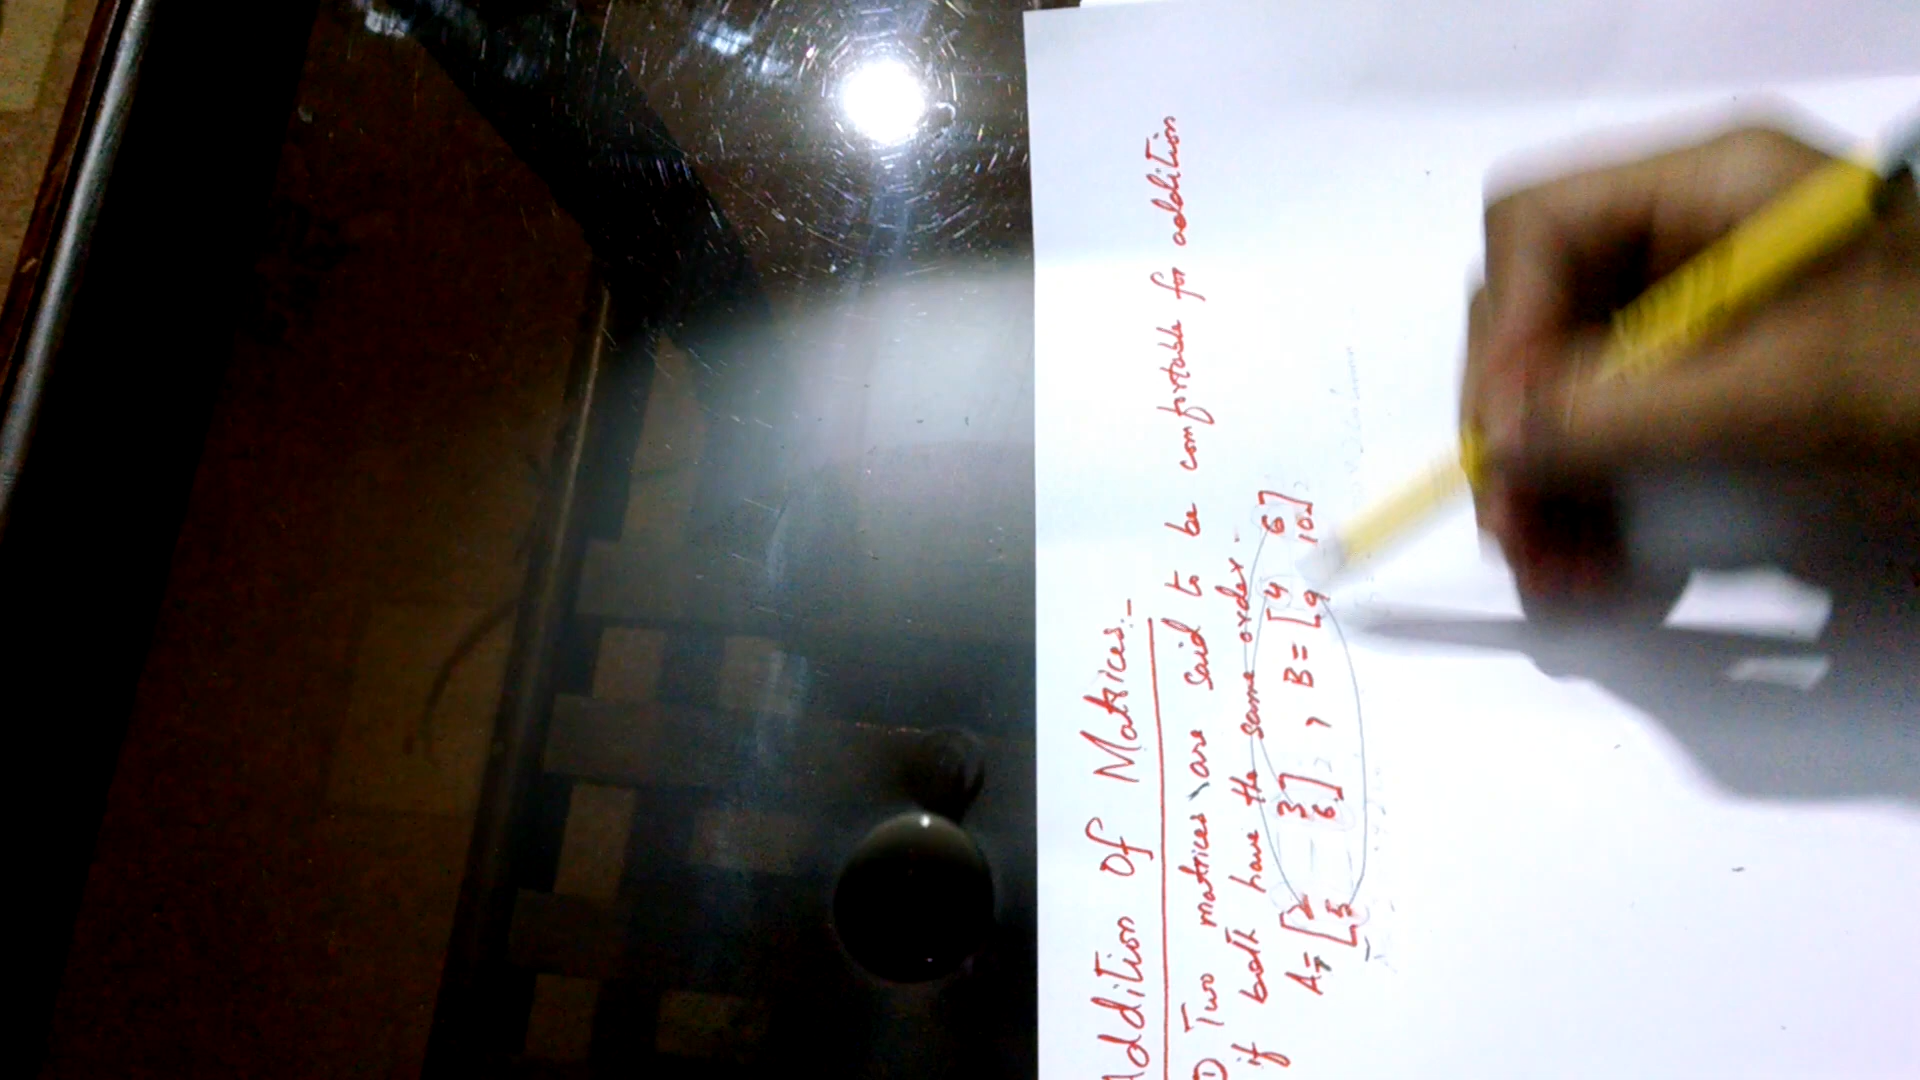 Addition of Matrices:-
① Two matrices are said to be comfortable for addition
if both have the same order.
A = [2 3] , B = [4 6]
[5 6] [9 10]